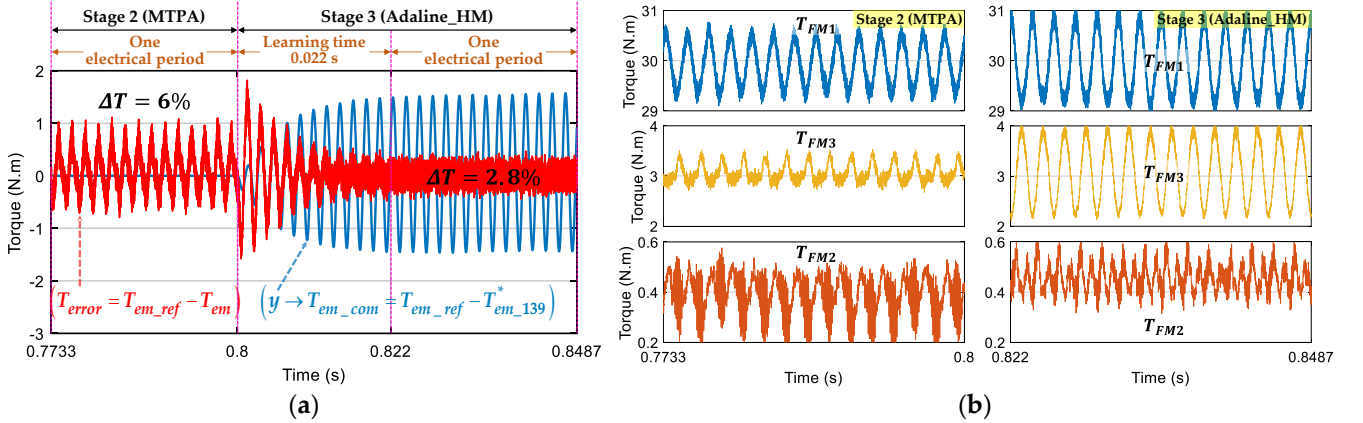 Stage 2 (MTPA)
Stage 3 (Adaline_HM)
One
electrical period
Learning time
0.022 s
One
electrical period
Torque (N.m)
2
1
0
-1
-2
-3
ΔT = 6%
ΔT = 2.8%
(T_error = T_em_ref − T_em)
(y → T_em_com = T_em_ref − T*_em_139)
0.7733
0.8
0.822
0.8487
Time (s)
(a)
Stage 2 (MTPA)
Torque (N.m)
31
30
29
T_FM1
Torque (N.m)
4
3
2
T_FM3
Torque (N.m)
0.6
0.4
0.2
T_FM2
0.7733
0.8
Time (s)
Stage 3 (Adaline_HM)
31
30
29
T_FM1
4
3
2
T_FM3
0.6
0.4
0.2
T_FM2
0.822
0.8487
Time (s)
(b)